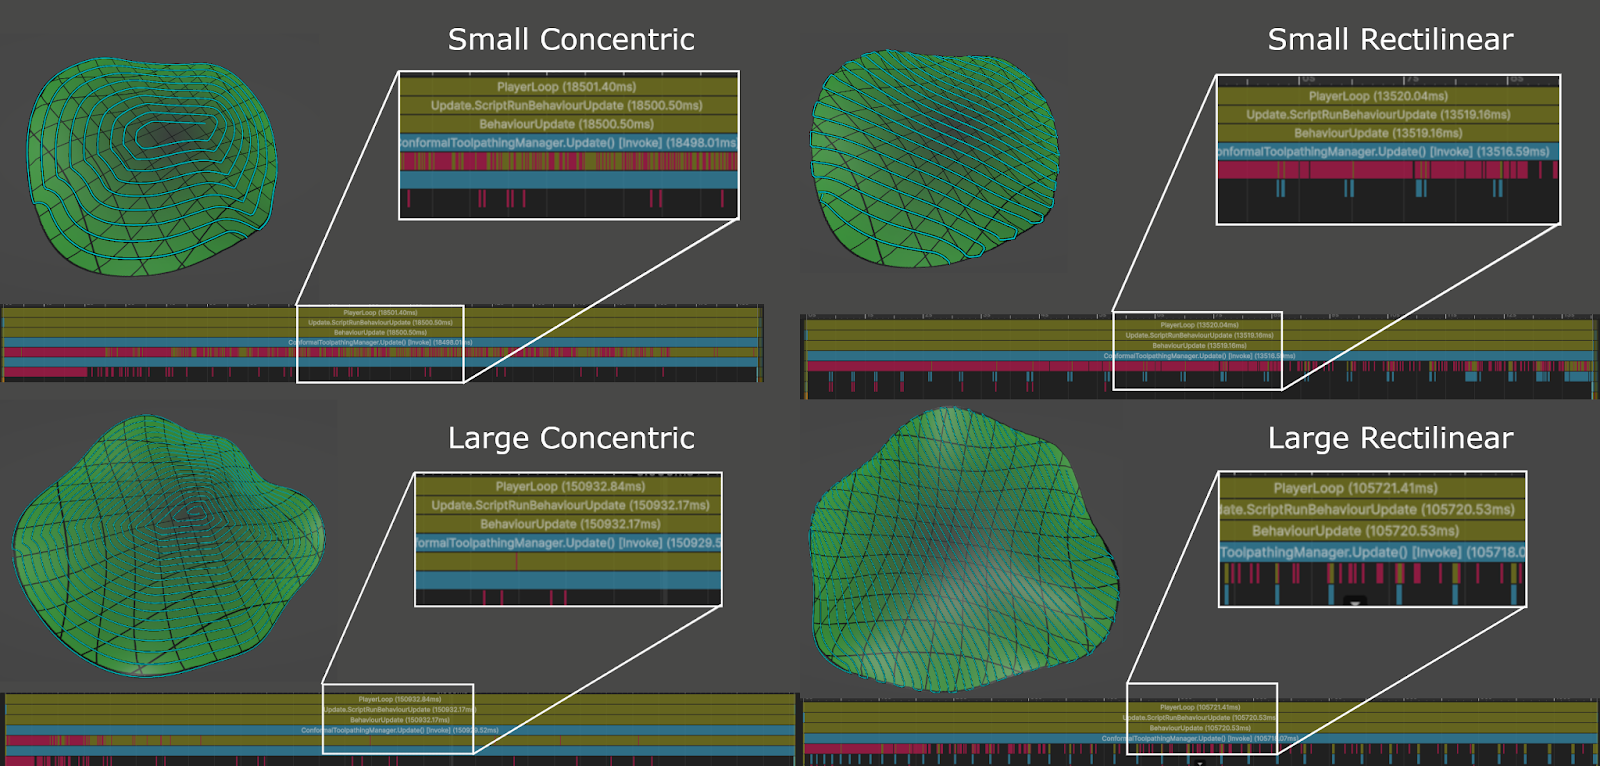 Small Concentric
PlayerLoop (18501.40ms)
Update.ScriptRunBehaviourUpdate (18500.50ms)
BehaviourUpdate (18500.50ms)
onformalToolpathingManager.Update() [Invoke] (18498.01ms)
PlayerLoop (18501.40ms)
Update.ScriptRunBehaviourUpdate (18500.50ms)
BehaviourUpdate (18500.50ms)
ConformalToolpathingManager.Update() [Invoke] (18498.01ms)
Small Rectilinear
PlayerLoop (13520.04ms)
Update.ScriptRunBehaviourUpdate (13519.16ms)
BehaviourUpdate (13519.16ms)
onformalToolpathingManager.Update() [Invoke] (13516.59ms)
PlayerLoop (13520.04ms)
Update.ScriptRunBehaviourUpdate (13519.16ms)
BehaviourUpdate (13519.16ms)
ConformalToolpathingManager.Update() [Invoke] (13516.59ms)
Large Concentric
PlayerLoop (150932.84ms)
Update.ScriptRunBehaviourUpdate (150932.17ms)
BehaviourUpdate (150932.17ms)
formalToolpathingManager.Update() [Invoke] (150929.5
PlayerLoop (150932.84ms)
Update.ScriptRunBehaviourUpdate (150932.17ms)
BehaviourUpdate (150932.17ms)
ConformalToolpathingManager.Update() [Invoke] (150929.52ms)
Large Rectilinear
PlayerLoop (105721.41ms)
date.ScriptRunBehaviourUpdate (105720.53ms)
BehaviourUpdate (105720.53ms)
ToolpathingManager.Update() [Invoke] (105718.0
PlayerLoop (105721.41ms)
Update.ScriptRunBehaviourUpdate (105720.53ms)
BehaviourUpdate (105720.53ms)
ConformalToolpathingManager.Update() [Invoke] (105718.07ms)